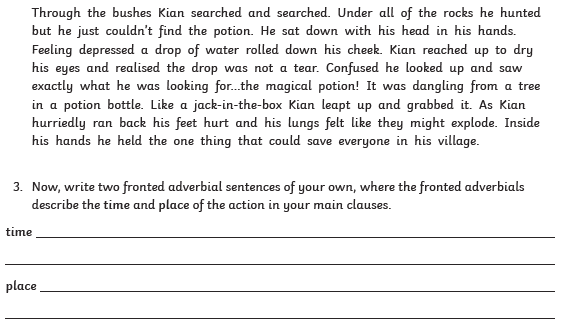 Through the bushes Kian searched and searched. Under all of the rocks he hunted
but he just couldn't find the potion. He sat down with his head in his hands.
Feeling depressed a drop of water rolled down his cheek. Kian reached up to dry
his eyes and realised the drop was not a tear. Confused he looked up and saw
exactly what he was looking for...the magical potion! It was dangling from a tree
in a potion bottle. Like a jack-in-the-box Kian leapt up and grabbed it. As Kian
hurriedly ran back his feet hurt and his lungs felt like they might explode. Inside
his hands he held the one thing that could save everyone in his village.
3. Now, write two fronted adverbial sentences of your own, where the fronted adverbials
describe the time and place of the action in your main clauses.
time
place